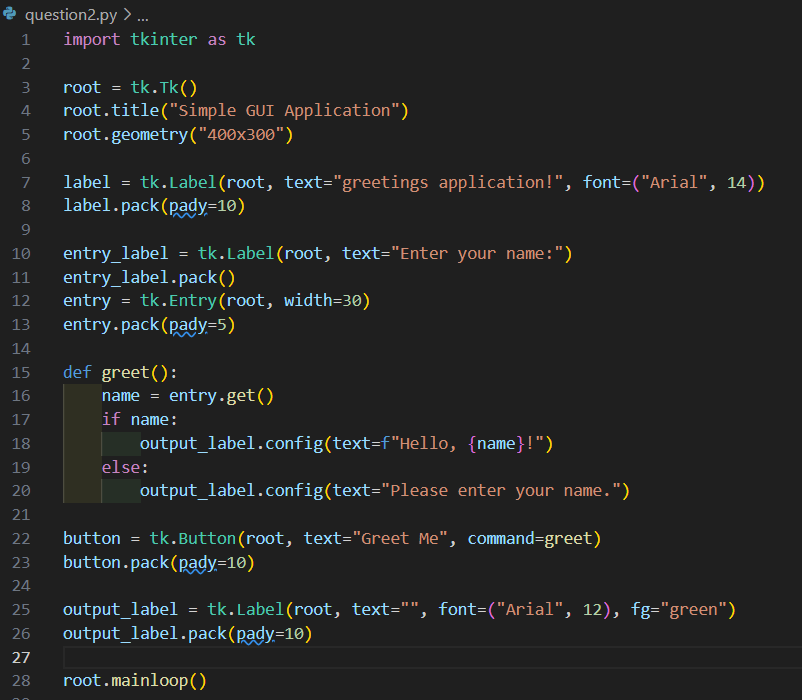 question2.py > ...
1 import tkinter as tk
2
3 root = tk.Tk()
4 root.title("Simple GUI Application")
5 root.geometry("400x300")
6
7 label = tk.Label(root, text="greetings application!", font=("Arial", 14))
8 label.pack(pady=10)
9
10 entry_label = tk.Label(root, text="Enter your name:")
11 entry_label.pack()
12 entry = tk.Entry(root, width=30)
13 entry.pack(pady=5)
14
15 def greet():
16     name = entry.get()
17     if name:
18         output_label.config(text=f"Hello, {name}!")
19     else:
20         output_label.config(text="Please enter your name.")
21
22 button = tk.Button(root, text="Greet Me", command=greet)
23 button.pack(pady=10)
24
25 output_label = tk.Label(root, text="", font=("Arial", 12), fg="green")
26 output_label.pack(pady=10)
27
28 root.mainloop()